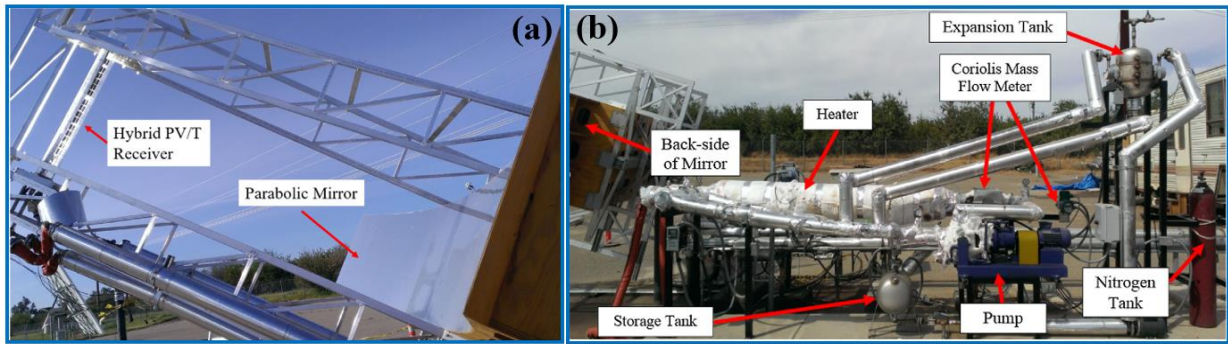 (a)
Hybrid PV/T
Receiver
Parabolic Mirror
(b)
Expansion Tank
Coriolis Mass
Flow Meter
Heater
Back-side
of Mirror
Storage Tank
Pump
Nitrogen
Tank